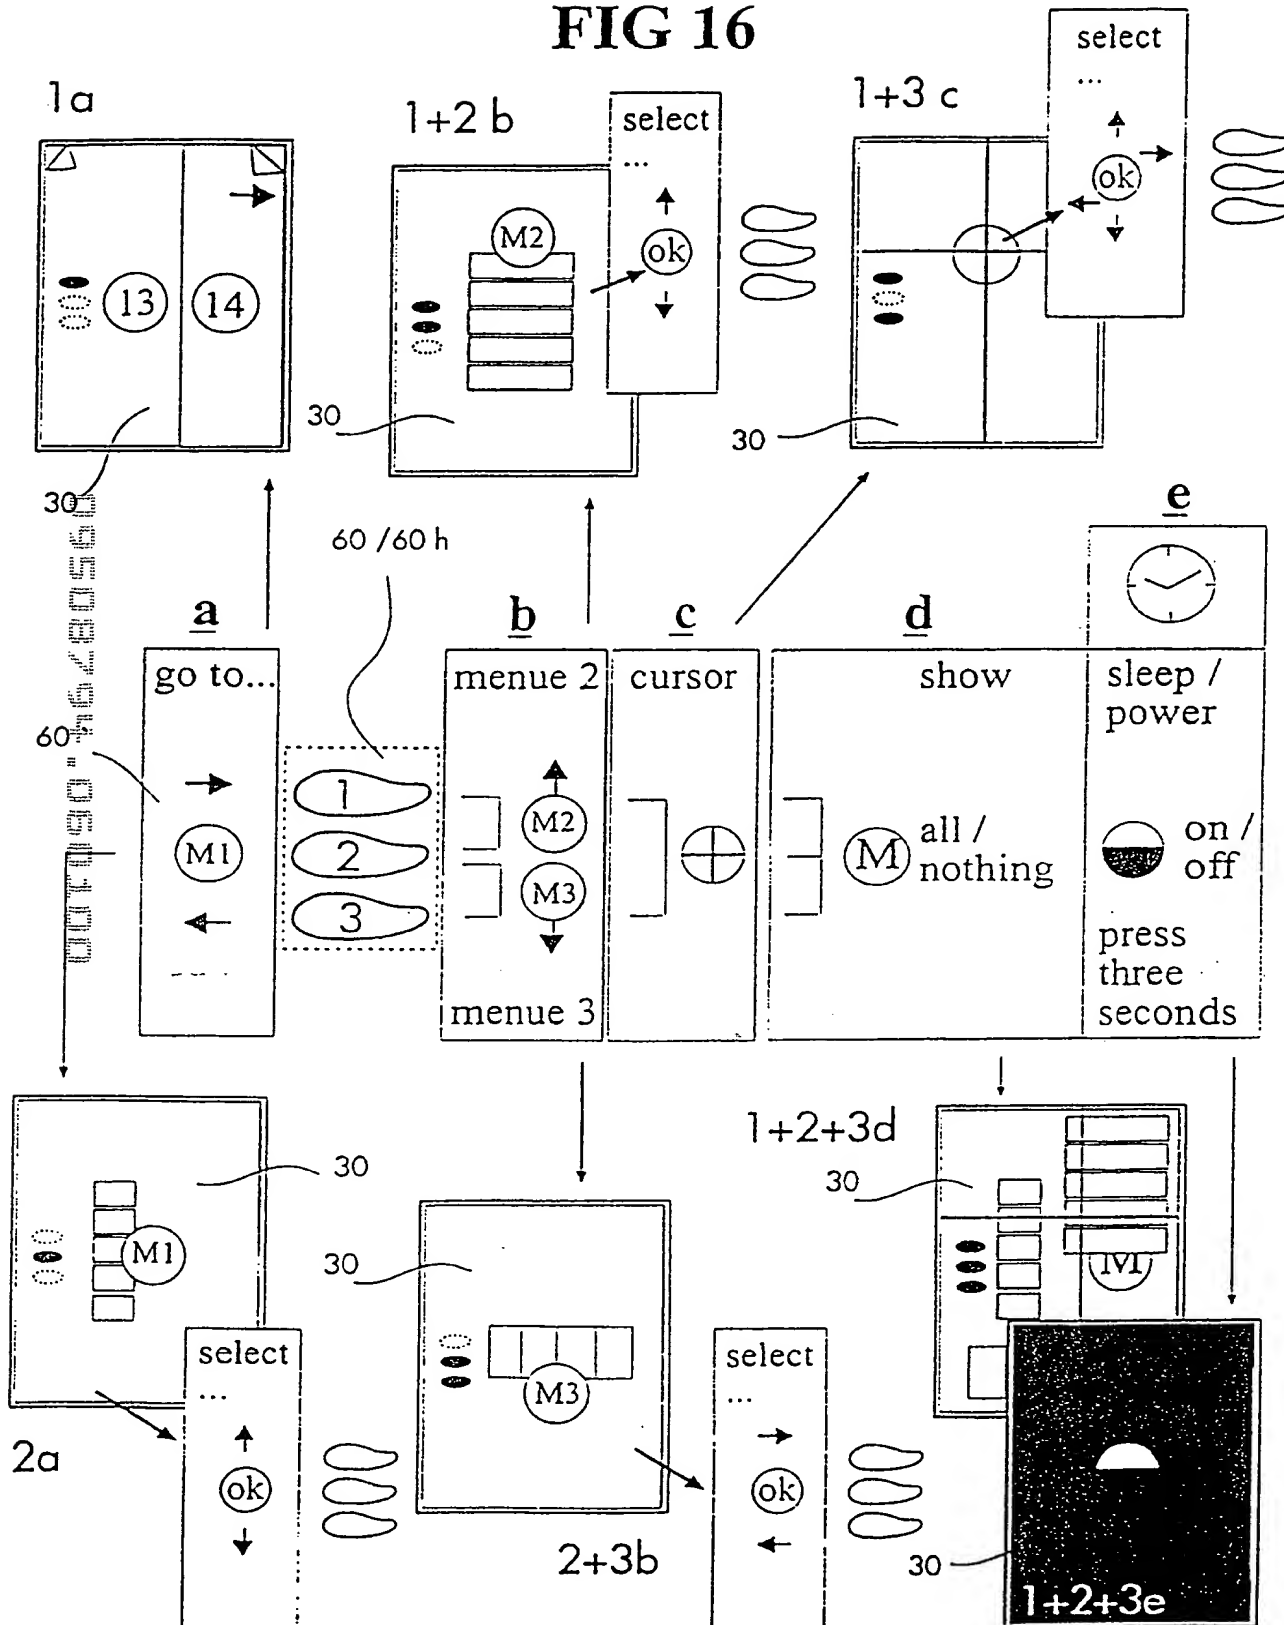 FIG 16
1a
13
14
30
1+2 b
M2
select
...
ok
30
1+3 c
select
...
ok
30
09508794.050100
60 / 60 h
a
go to...
60'
M1
1
2
3
b
menue 2
M2
M3
menue 3
c
cursor
d
show
M
all /
nothing
e
sleep /
power
on /
off
press
three
seconds
30
M1
2a
select
...
ok
30
M3
2+3b
select
...
ok
1+2+3d
30
M
30
1+2+3e